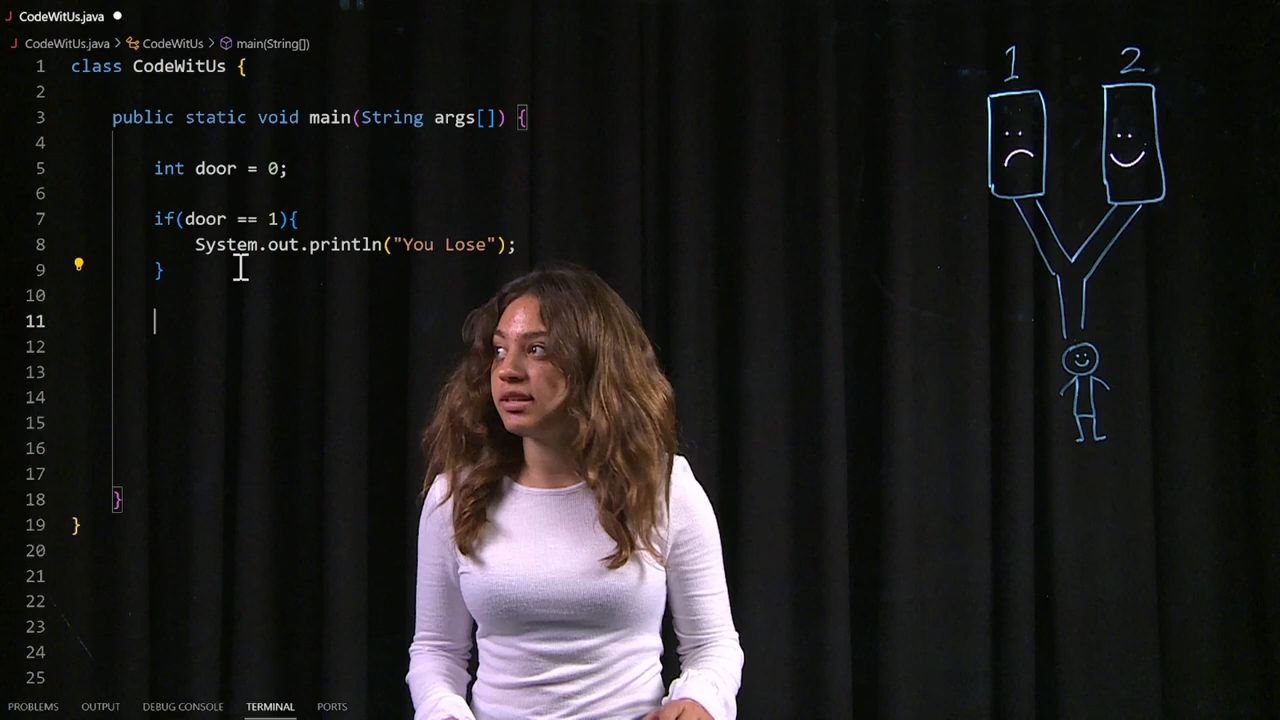 CodeWitUs.java
CodeWitUs.java > CodeWitUs > main(String[])
1 class CodeWitUs {
2
3 public static void main(String args[]) {
4
5 int door = 0;
6
7 if(door == 1){
8 System.out.println("You Lose");
9 }
10
11
12
13
14
15
16
17
18 }
19 }
20
21
22
23
24
25
PROBLEMS OUTPUT DEBUG CONSOLE TERMINAL PORTS
1 2